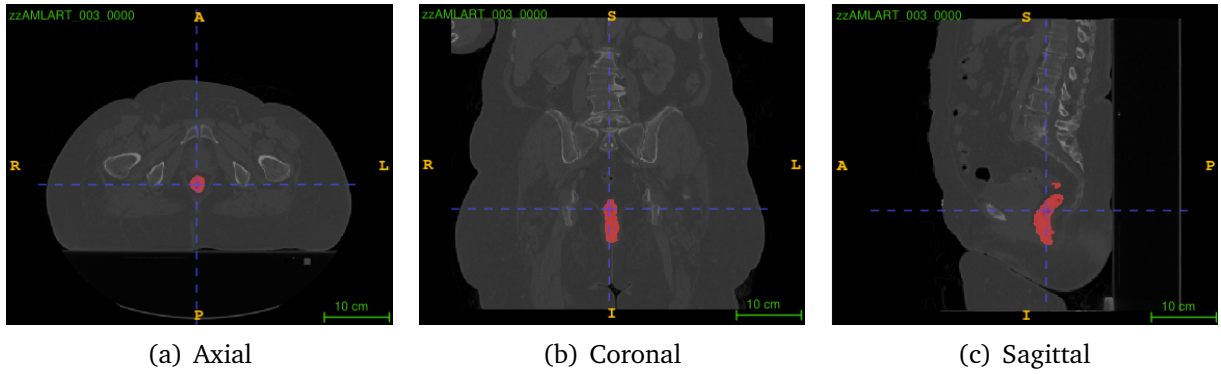 zzAMLART_003_0000
A
R
L
P
10 cm
(a) Axial
zzAMLART_003_0000
S
R
L
I
10 cm
(b) Coronal
zzAMLART_003_0000
S
A
P
I
10 cm
(c) Sagittal